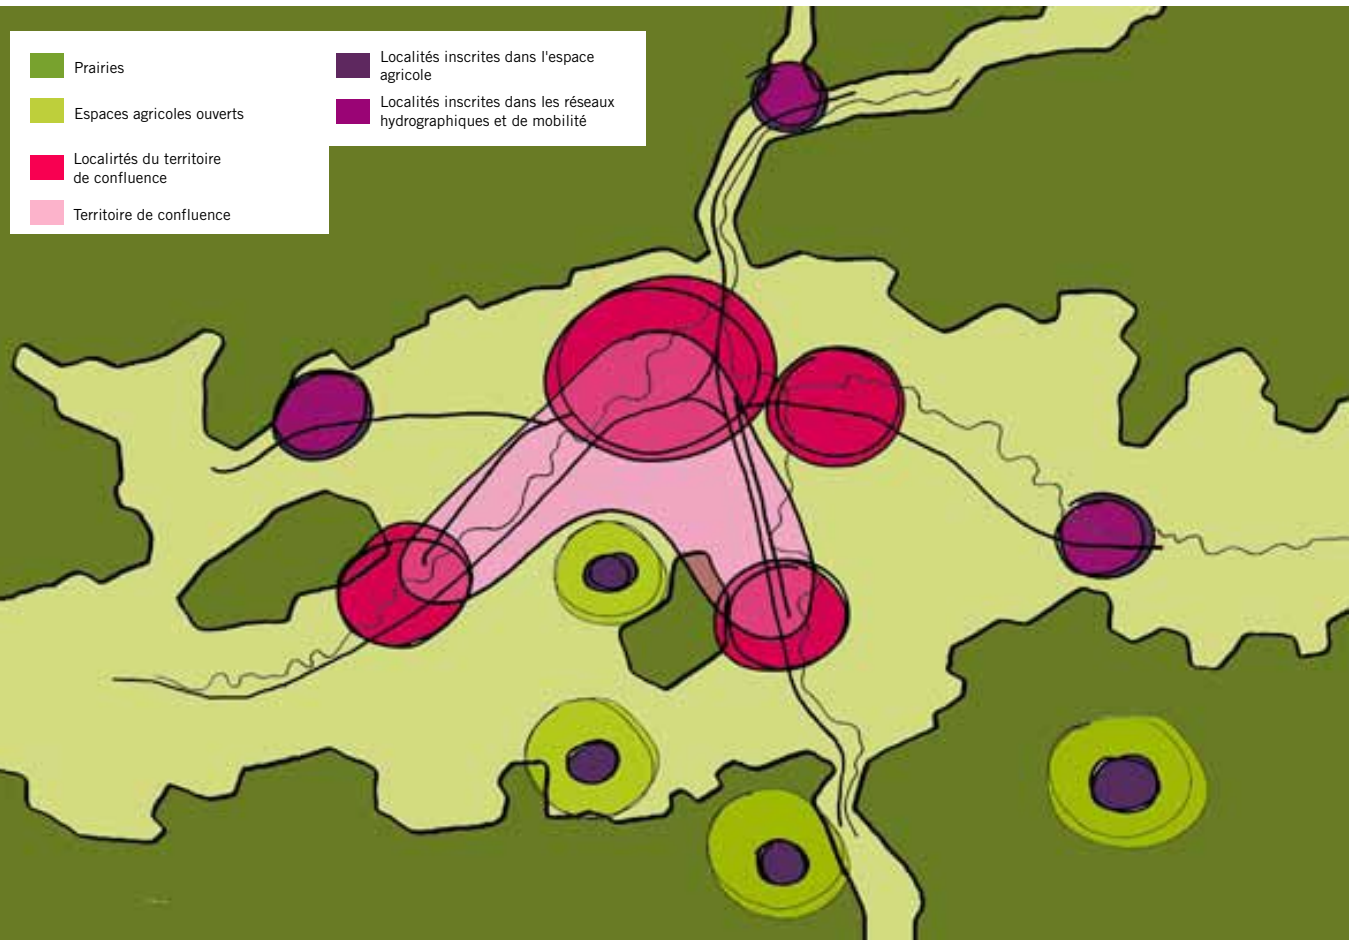 Prairies
Espaces agricoles ouverts
Localirtés du territoire
de confluence
Territoire de confluence
Localités inscrites dans l'espace
agricole
Localités inscrites dans les réseaux
hydrographiques et de mobilité